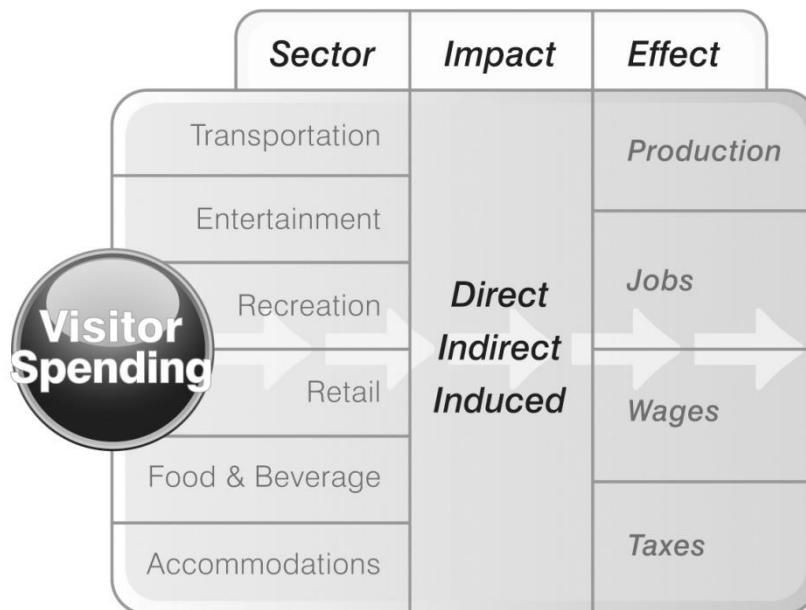 Sector Impact Effect
Transportation
Entertainment
Recreation
Retail
Food & Beverage
Accommodations
Visitor
Spending
Direct
Indirect
Induced
Production
Jobs
Wages
Taxes